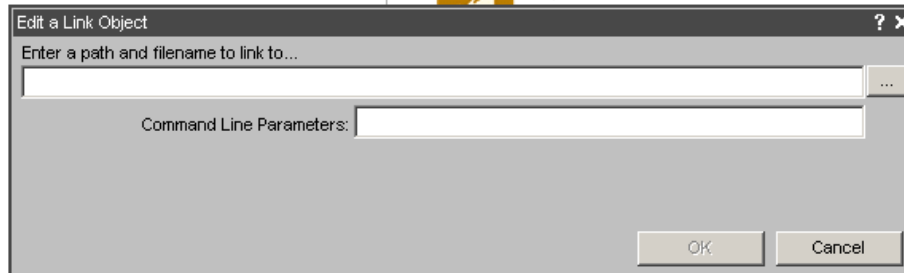 Edit a Link Object ? x
Enter a path and filename to link to...
...
Command Line Parameters:
OK Cancel